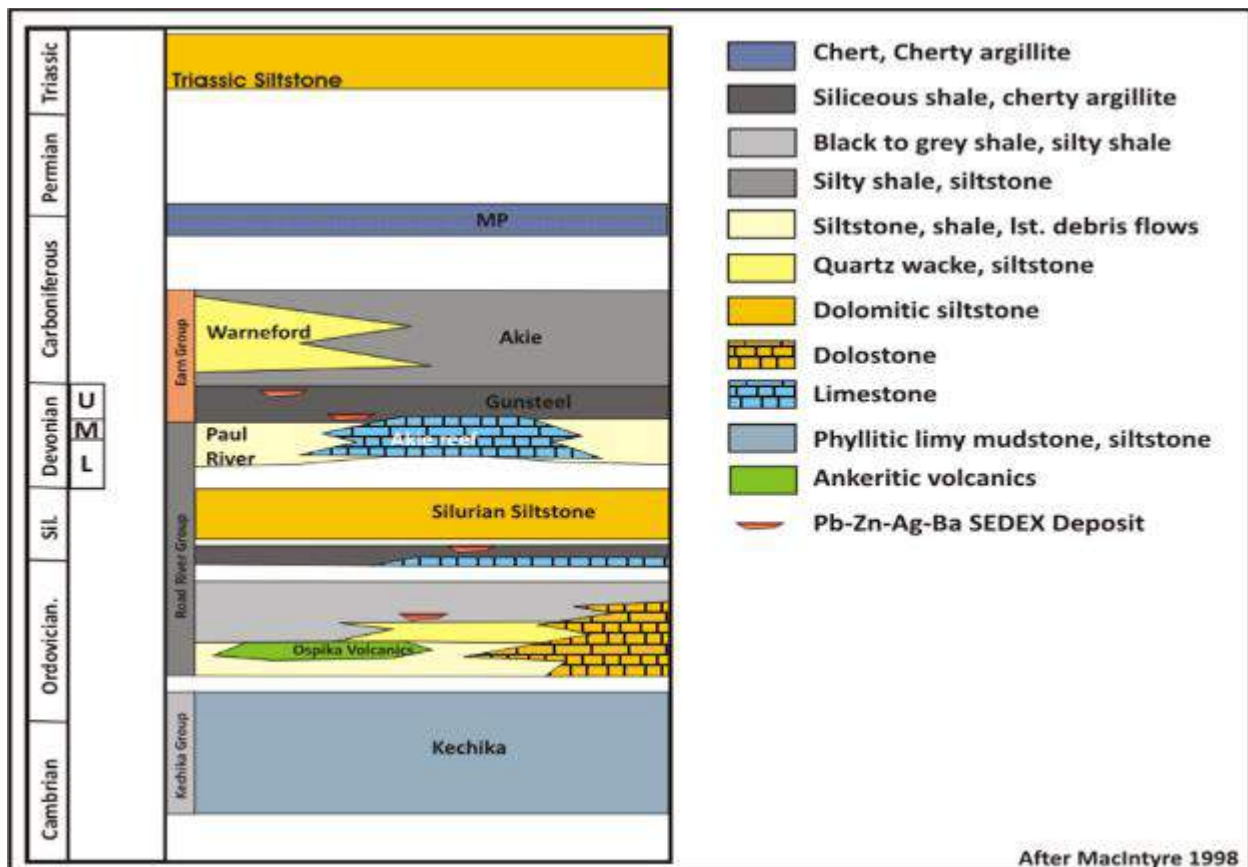 Triassic
Permian
Carboniferous
Devonian
Sil.
Ordovician.
Cambrian
U
M
L
Earn Group
Road River Group
Kechika Group
Triassic Siltstone
MP
Warneford
Akie
Gunsteel
Paul
River
Akie reef
Silurian Siltstone
Ospika Volcanics
Kechika
Chert, Cherty argillite
Siliceous shale, cherty argillite
Black to grey shale, silty shale
Silty shale, siltstone
Siltstone, shale, lst. debris flows
Quartz wacke, siltstone
Dolomitic siltstone
Dolostone
Limestone
Phyllitic limy mudstone, siltstone
Ankeritic volcanics
Pb-Zn-Ag-Ba SEDEX Deposit
After MacIntyre 1998